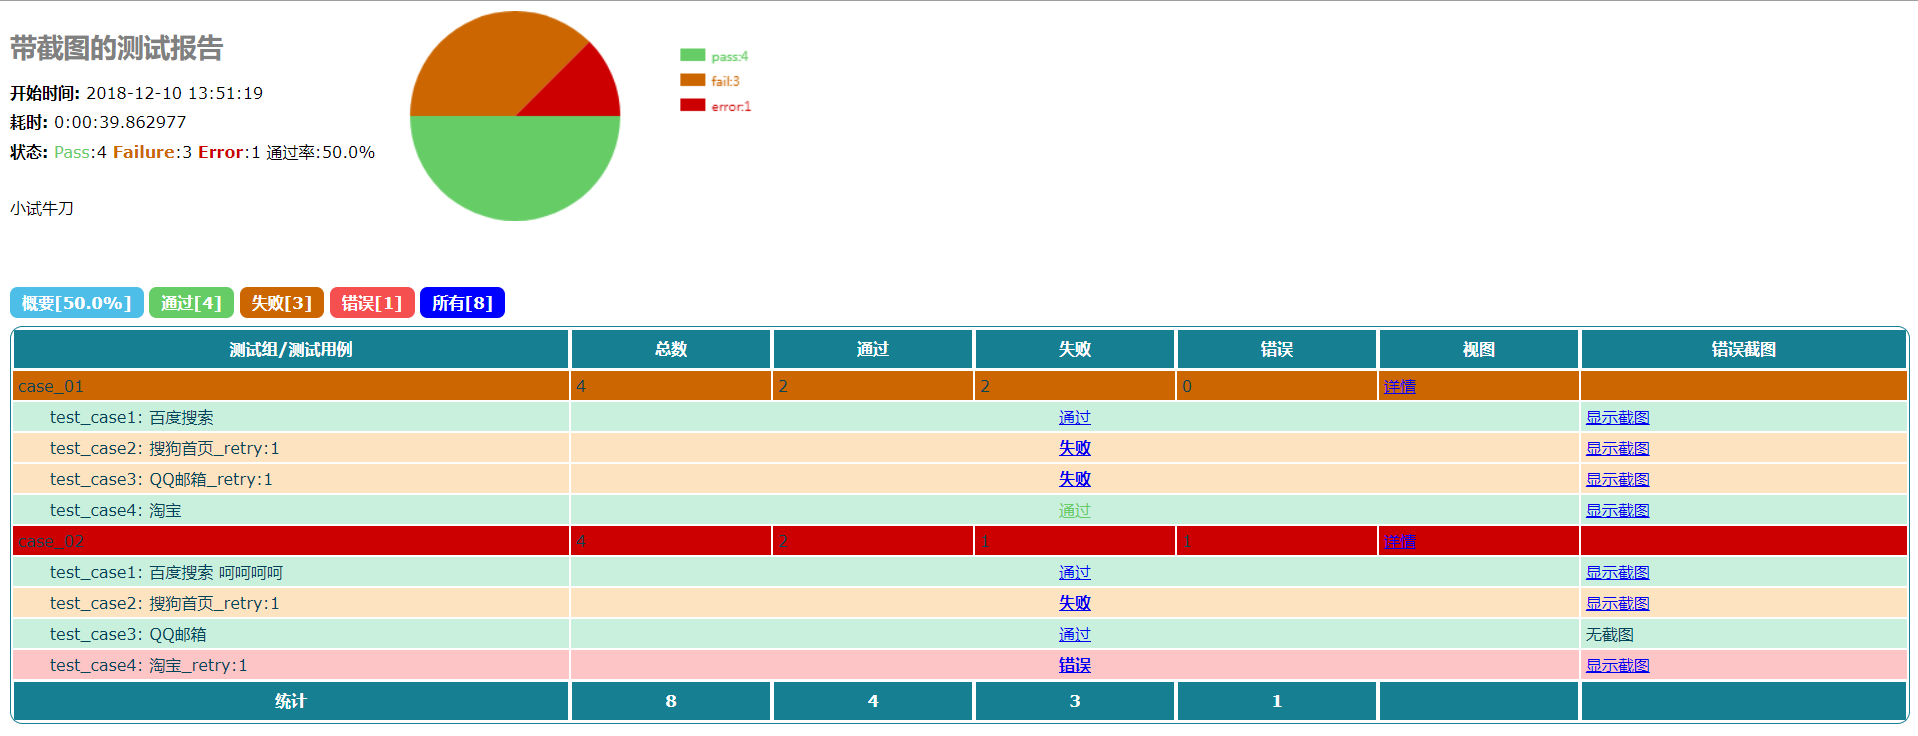 带截图的测试报告
开始时间: 2018-12-10 13:51:19
耗时: 0:00:39.862977
状态: Pass:4 Failure:3 Error:1 通过率:50.0%
小试牛刀
pass:4
fail:3
error:1
概要[50.0%] 通过[4] 失败[3] 错误[1] 所有[8]
测试组/测试用例 总数 通过 失败 错误 视图 错误截图
case_01 4 2 2 0 详情
test_case1: 百度搜索 通过 显示截图
test_case2: 搜狗首页_retry:1 失败 显示截图
test_case3: QQ邮箱_retry:1 失败 显示截图
test_case4: 淘宝 通过 显示截图
case_02 4 2 1 1 详情
test_case1: 百度搜索 呵呵呵呵 通过 显示截图
test_case2: 搜狗首页_retry:1 失败 显示截图
test_case3: QQ邮箱 通过 无截图
test_case4: 淘宝_retry:1 错误 显示截图
统计 8 4 3 1